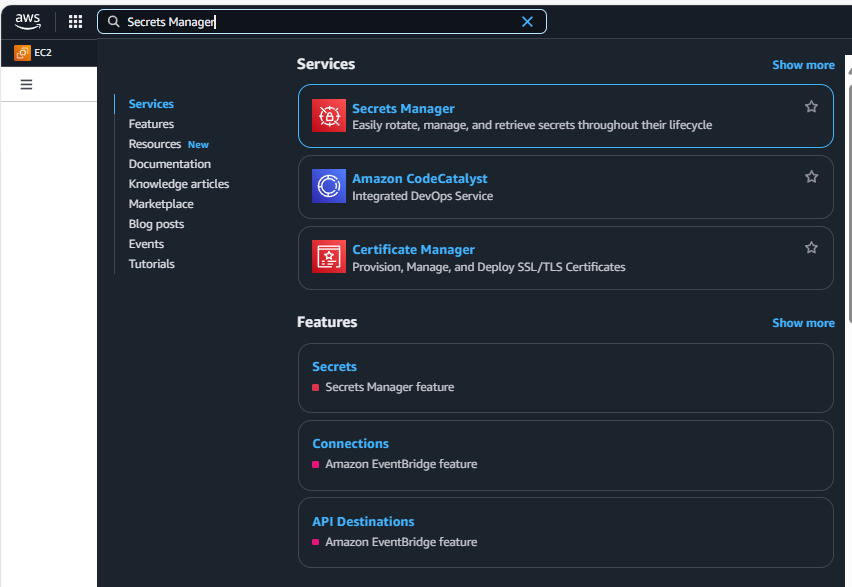 aws
Secrets Manager
EC2
Services
Features
Resources New
Documentation
Knowledge articles
Marketplace
Blog posts
Events
Tutorials
Services
Show more
Secrets Manager
Easily rotate, manage, and retrieve secrets throughout their lifecycle
Amazon CodeCatalyst
Integrated DevOps Service
Certificate Manager
Provision, Manage, and Deploy SSL/TLS Certificates
Features
Show more
Secrets
Secrets Manager feature
Connections
Amazon EventBridge feature
API Destinations
Amazon EventBridge feature